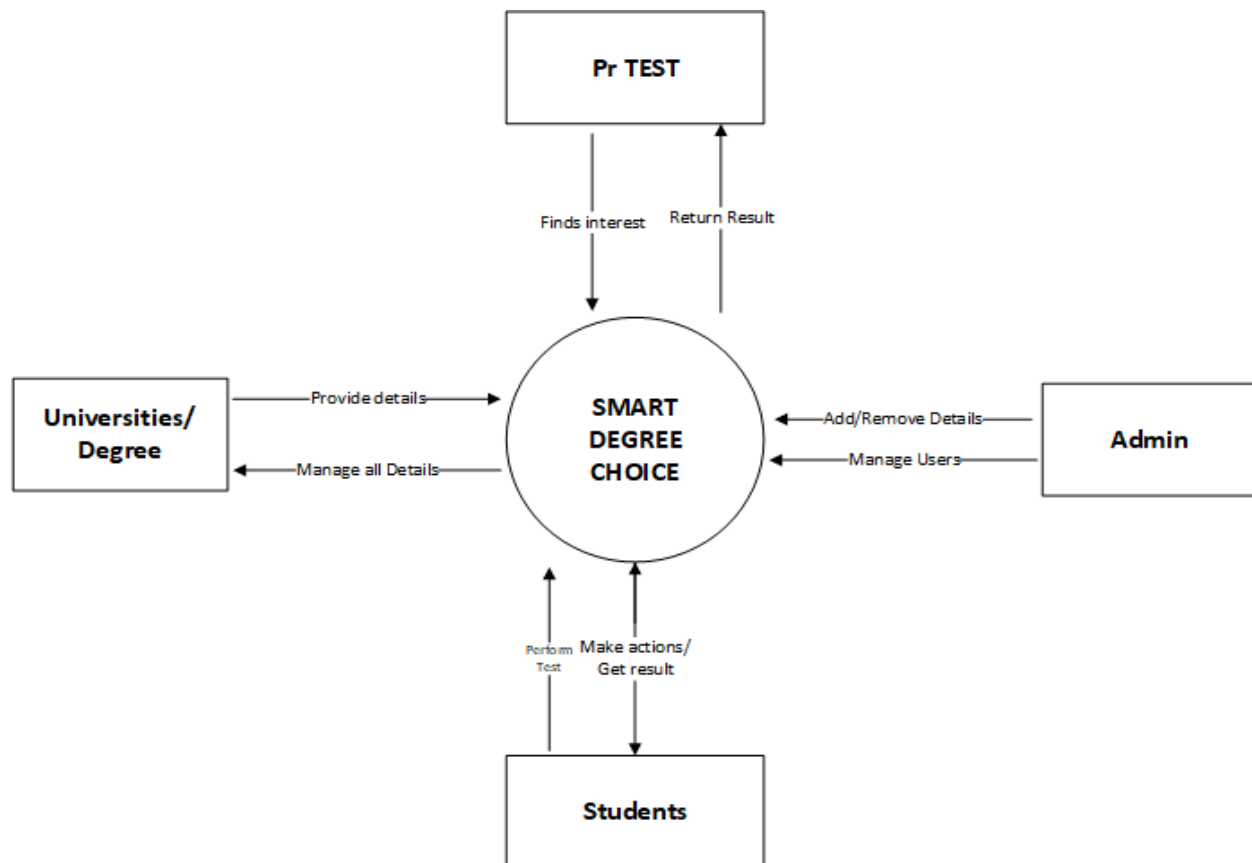 Pr TEST
Finds interest
Return Result
Universities/
Degree
Provide details
Manage all Details
SMART
DEGREE
CHOICE
Add/Remove Details
Manage Users
Admin
Perform
Test
Make actions/
Get result
Students